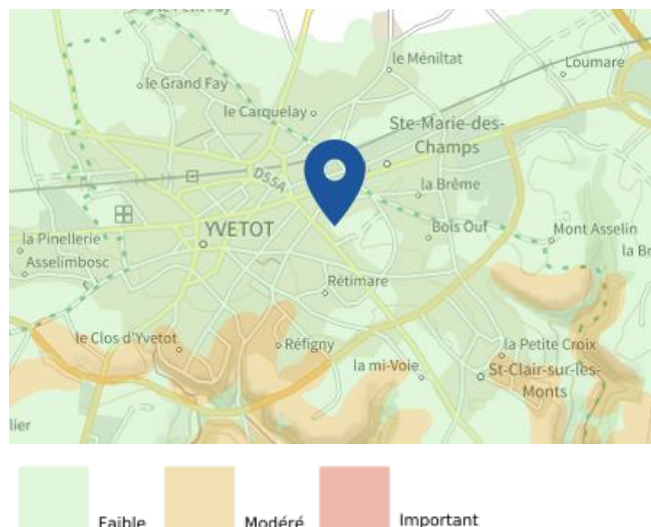 le Petit Fay
le Méniltat
Loumare
le Grand Fay
le Carquelay
Ste-Marie-des-
Champs
D55A
la Brême
YVETOT
Bois Ouf
Mont Asselin
la Pinellerie
la Br
Asselimbosc
Rétimare
le Clos d'Yvetot
Réfigny
la Petite Croix
la mi-Voie
St-Clair-sur-les-
Monts
lier
Faible
Modéré
Important